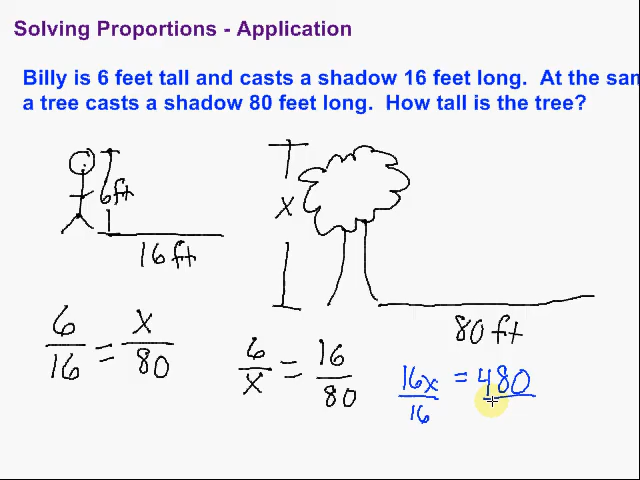 Solving Proportions - Application
Billy is 6 feet tall and casts a shadow 16 feet long. At the sam
a tree casts a shadow 80 feet long. How tall is the tree?
6ft
x
16 ft
80 ft
6/16 = x/80
6/x = 16/80
16x/16 = 480